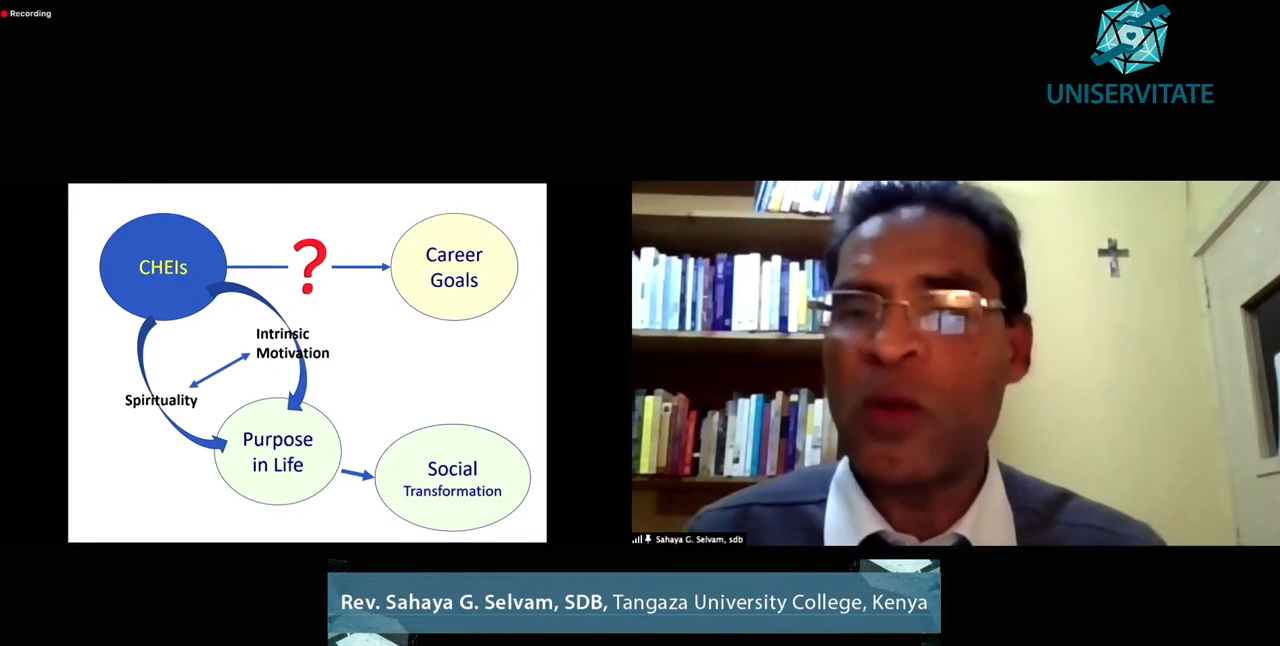 Recording
UNISERVITATE
CHEIs
?
Career
Goals
Intrinsic
Motivation
Spirituality
Purpose
in Life
Social
Transformation
Sahaya G. Selvam, sdb
Rev. Sahaya G. Selvam, SDB, Tangaza University College, Kenya